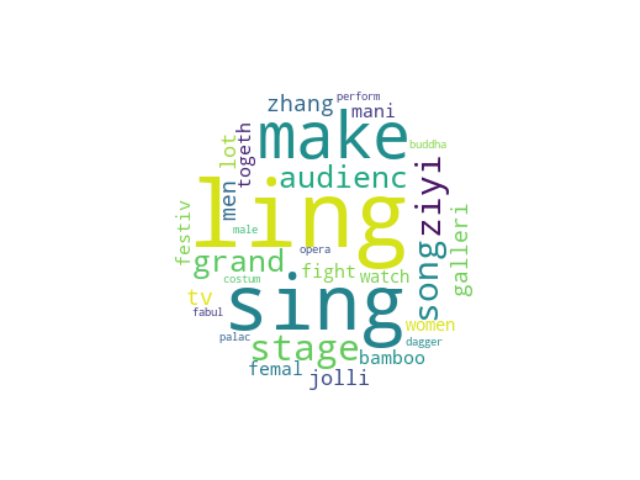 zhang perform
mani
make
buddha
togeth
lot
audienc
men
ziyi
ling
festiv
male
galleri
opera
grand
fight
watch
song
costum
sing
tv
fabul
women
palac
stage
dagger
bamboo
femal
jolli